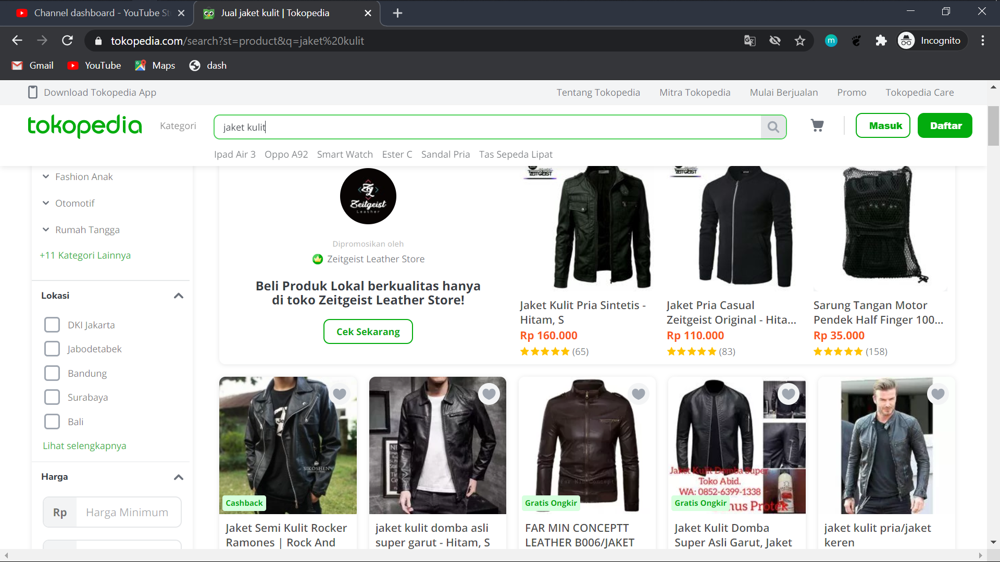 Channel dashboard - YouTube St
Jual jaket kulit | Tokopedia
tokopedia.com/search?st=product&q=jaket%20kulit
m
Incognito
Gmail
YouTube
Maps
dash
Download Tokopedia App
Tentang Tokopedia
Mitra Tokopedia
Mulai Berjualan
Promo
Tokopedia Care
tokopedia
Kategori
jaket kulit
Masuk
Daftar
Ipad Air 3
Oppo A92
Smart Watch
Ester C
Sandal Pria
Tas Sepeda Lipat
Fashion Anak
Otomotif
Rumah Tangga
+11 Kategori Lainnya
Lokasi
DKI Jakarta
Jabodetabek
Bandung
Surabaya
Bali
Lihat selengkapnya
Harga
Rp
Harga Minimum
Zeitgeist
Leather
Dipromosikan oleh
Zeitgeist Leather Store
Beli Produk Lokal berkualitas hanya
di toko Zeitgeist Leather Store!
Cek Sekarang
ZEITGEIST
Jaket Kulit Pria Sintetis -
Hitam, S
Rp 160.000
(65)
ZEITGEIST
Jaket Pria Casual
Zeitgeist Original - Hita...
Rp 110.000
(83)
Sarung Tangan Motor
Pendek Half Finger 100...
Rp 35.000
(158)
SIKOSHEN
Cashback
Jaket Semi Kulit Rocker
Ramones | Rock And
jaket kulit domba asli
super garut - Hitam, S
Far Min Concept
Gratis Ongkir
FAR MIN CONCEPTT
LEATHER B006/JAKET
Jaket Kulit Domba Super
Toko Abid.
WA: 0852-6399-1338
Gratis Ongkir
nus Protek
Jaket Kulit Domba
Super Asli Garut, Jaket
jaket kulit pria/jaket
keren